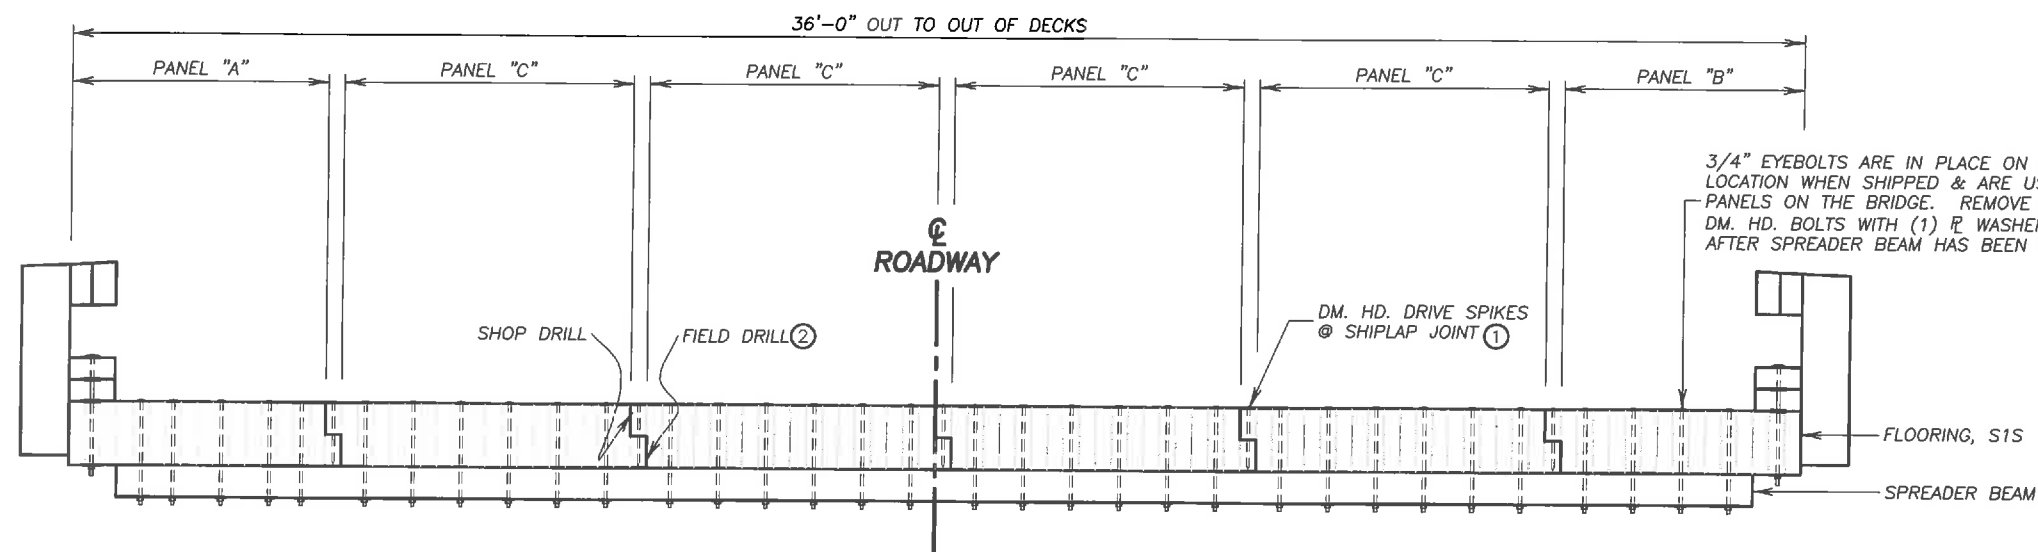 36'-0" OUT TO OUT OF DECKS
PANEL "A"
PANEL "C"
PANEL "C"
PANEL "C"
PANEL "C"
PANEL "B"
3/4" EYEBOLTS ARE IN PLACE ON
LOCATION WHEN SHIPPED & ARE US
PANELS ON THE BRIDGE. REMOVE
DM. HD. BOLTS WITH (1) ⅊ WASHE
AFTER SPREADER BEAM HAS BEEN
℄
ROADWAY
SHOP DRILL
FIELD DRILL ②
DM. HD. DRIVE SPIKES
@ SHIPLAP JOINT ①
FLOORING, S1S
SPREADER BEAM